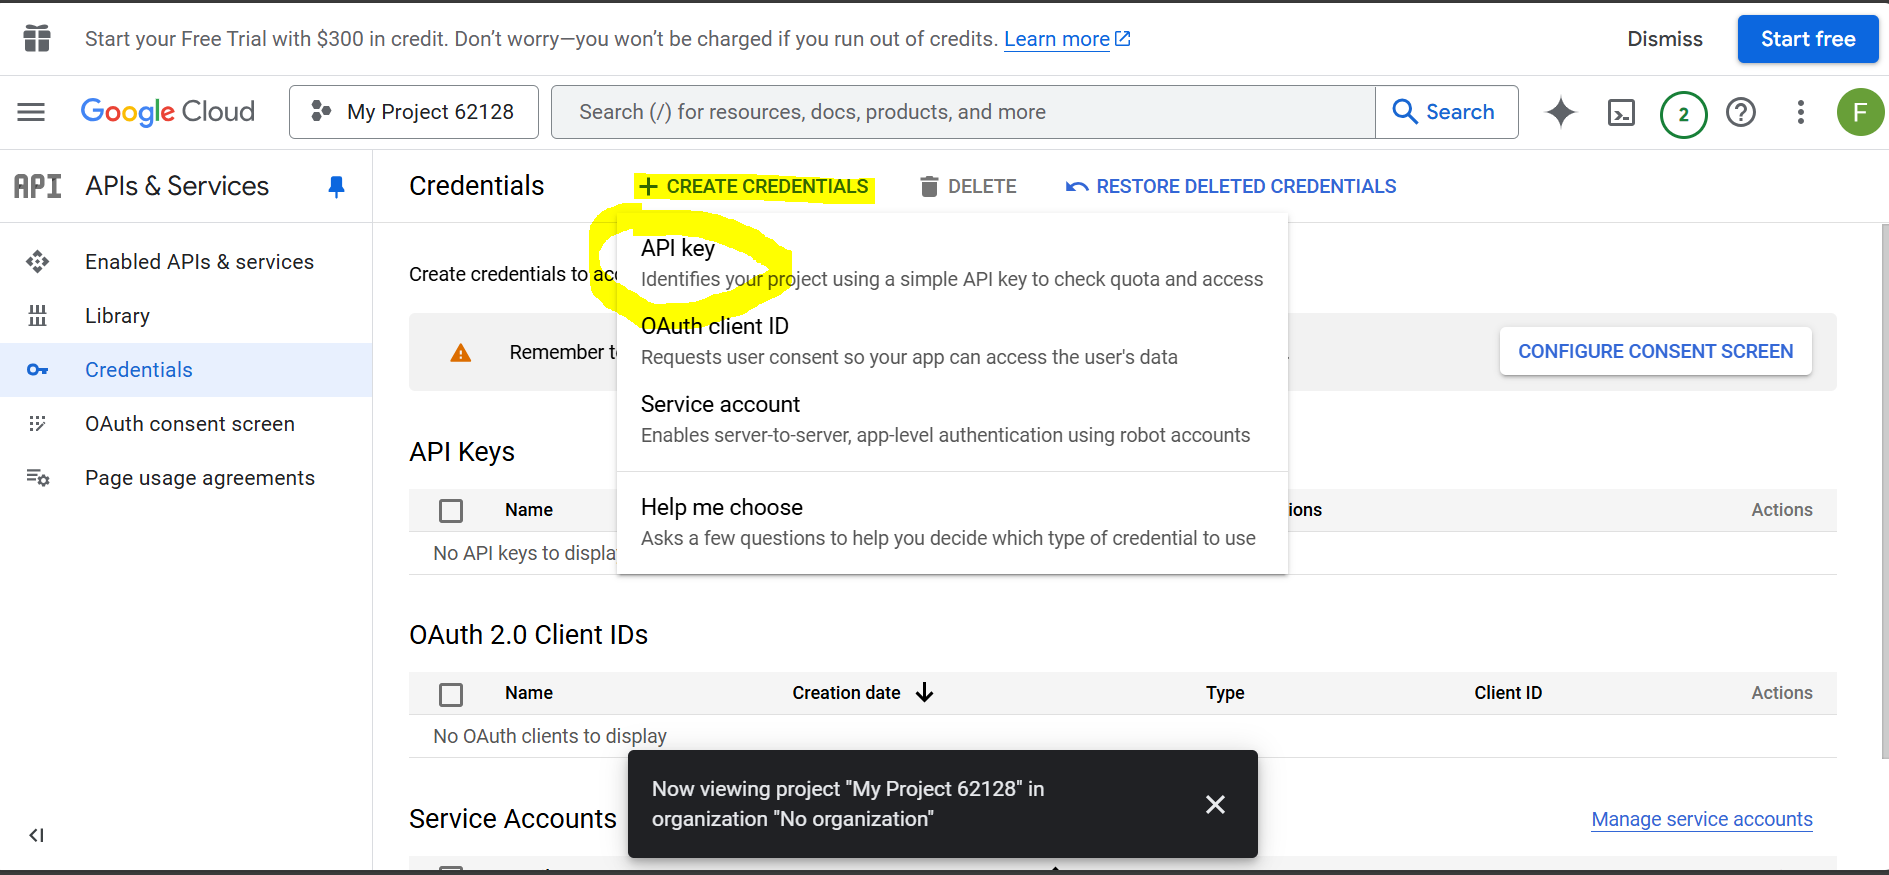 Start your Free Trial with $300 in credit. Don’t worry—you won’t be charged if you run out of credits. Learn more
Dismiss
Start free
Google Cloud
My Project 62128
Search (/) for resources, docs, products, and more
Search
2
F
API
APIs & Services
Credentials
+ CREATE CREDENTIALS
DELETE
RESTORE DELETED CREDENTIALS
Enabled APIs & services
Library
Credentials
OAuth consent screen
Page usage agreements
Create credentials to acc
API key
Identifies your project using a simple API key to check quota and access
OAuth client ID
Requests user consent so your app can access the user's data
Service account
Enables server-to-server, app-level authentication using robot accounts
Help me choose
Asks a few questions to help you decide which type of credential to use
Remember to
CONFIGURE CONSENT SCREEN
API Keys
Name
ions
Actions
No API keys to displa
OAuth 2.0 Client IDs
Name
Creation date
Type
Client ID
Actions
No OAuth clients to display
Now viewing project "My Project 62128" in
organization "No organization"
Service Accounts
Manage service accounts